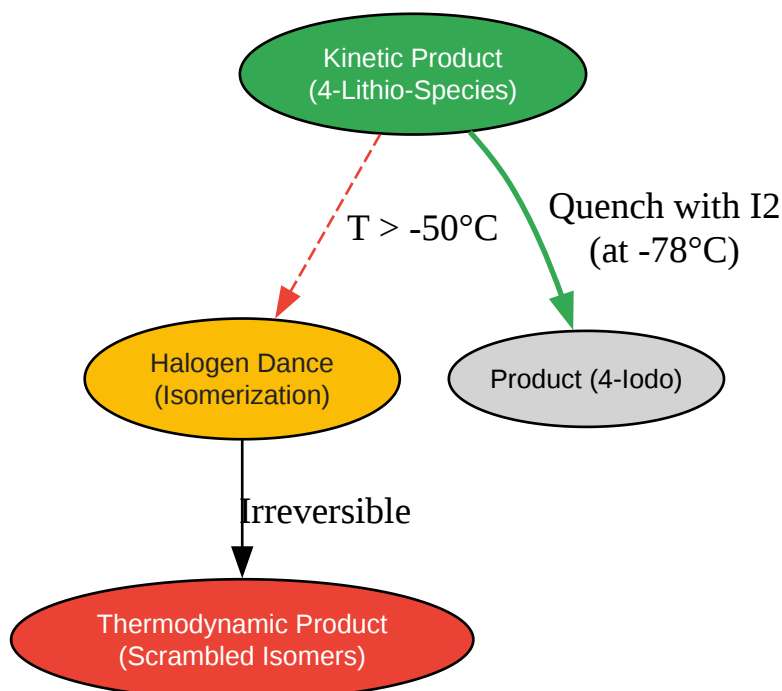 Kinetic Product
(4-Lithio-Species)
T > -50°C
Quench with I2
(at -78°C)
Halogen Dance
(Isomerization)
Product (4-Iodo)
Irreversible
Thermodynamic Product
(Scrambled Isomers)